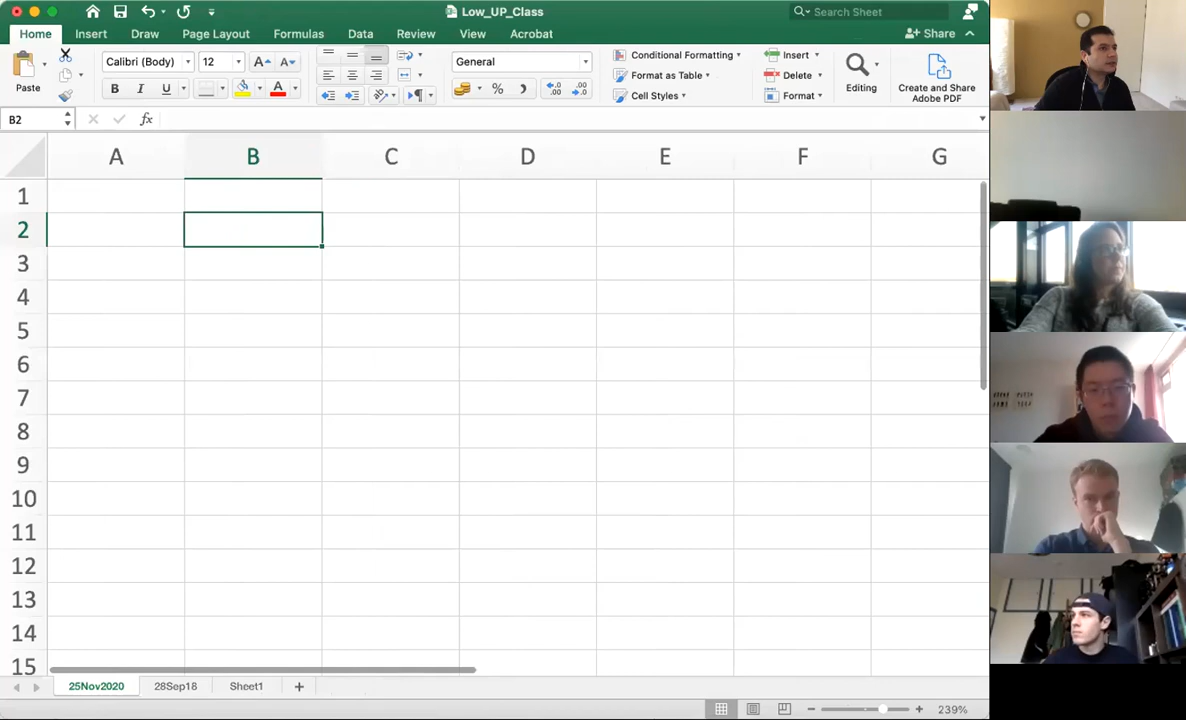 Low_UP_Class
Search Sheet
Home Insert Draw Page Layout Formulas Data Review View Acrobat Share
Paste
Calibri (Body) 12
B I U
General
%
Conditional Formatting
Format as Table
Cell Styles
Insert
Delete
Format
Editing
Create and Share
Adobe PDF
B2 fx
A B C D E F G
1
2
3
4
5
6
7
8
9
10
11
12
13
14
15
25Nov2020 28Sep18 Sheet1
239%